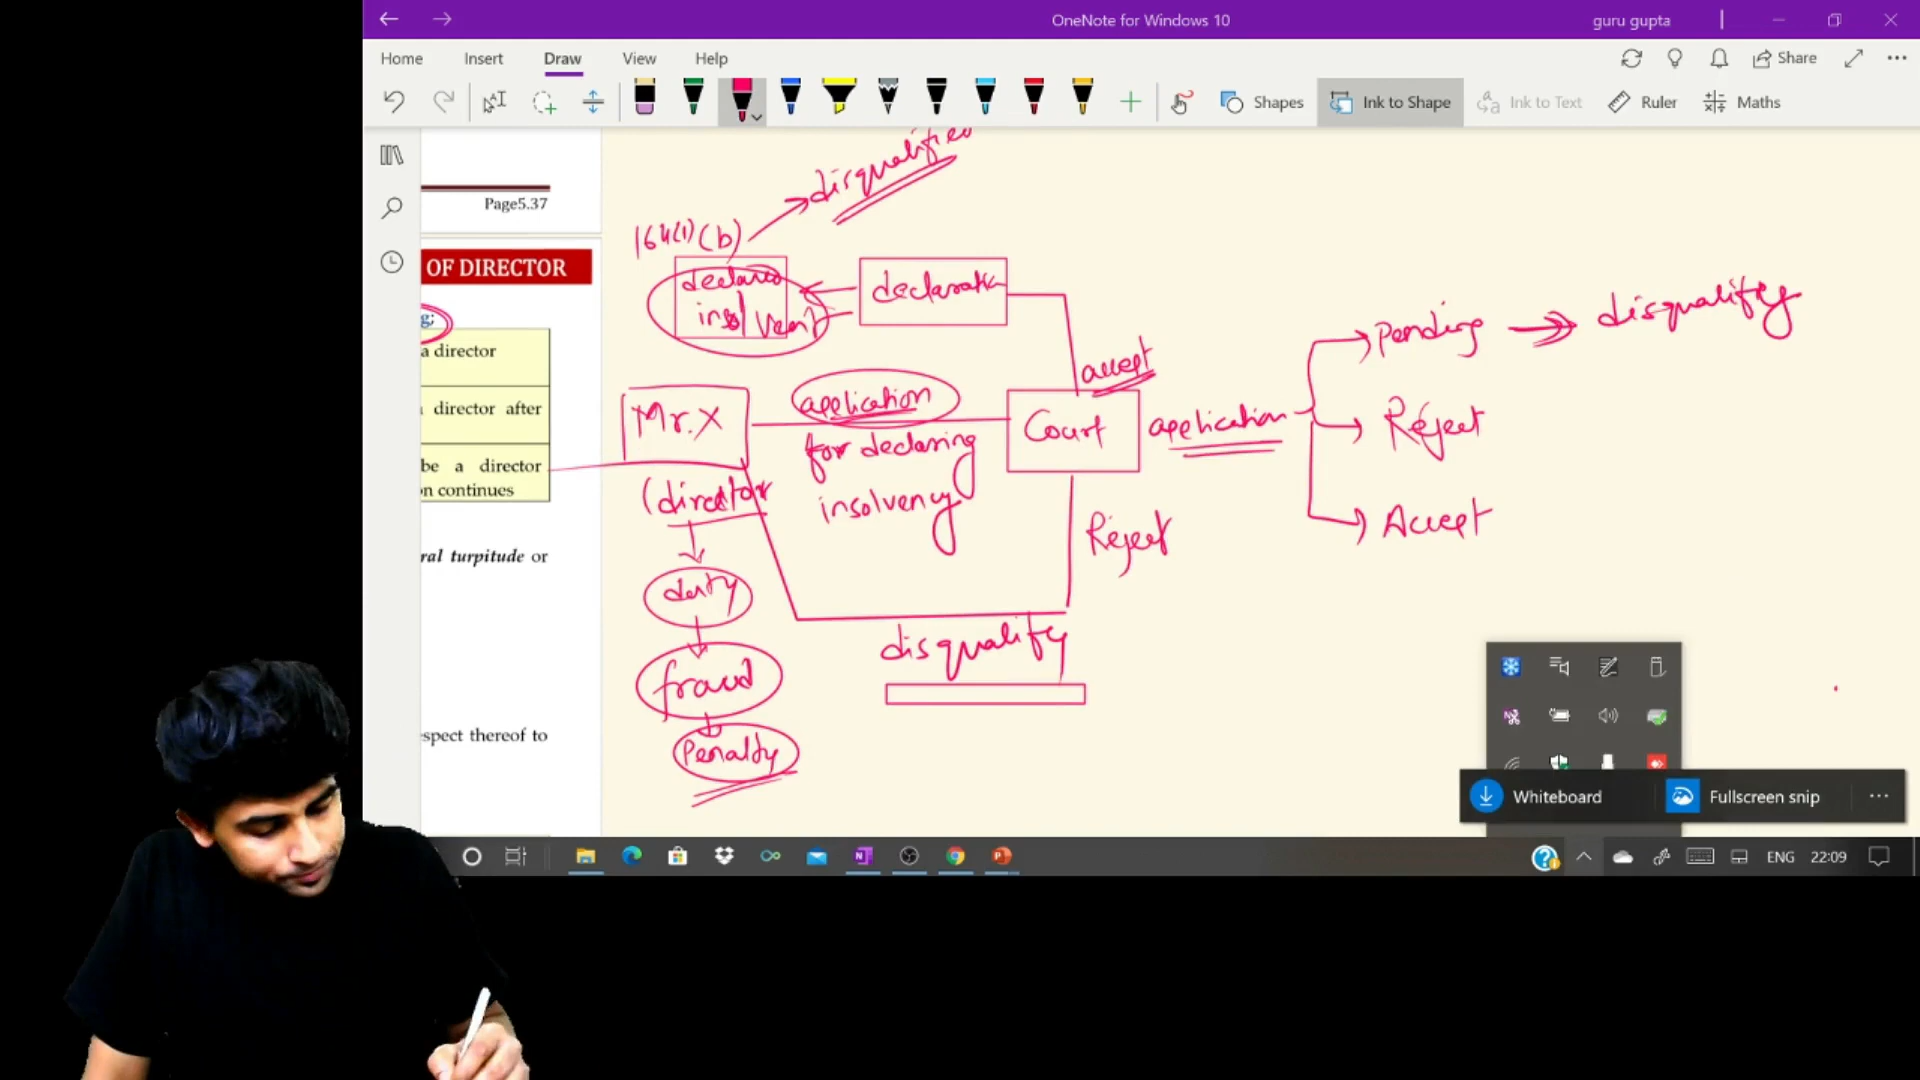 OneNote for Windows 10
guru gupta
Home
Insert
Draw
View
Help
Share
Shapes
Ink to Shape
Ink to Text
Ruler
Maths
Page5.37
OF DIRECTOR
g:
a director
director after
be a director
on continues
ral turpitude or
spect thereof to
disqualified
164(1)(b)
declared
insolvent
declaration
accept
Mr. X
application
for declaring
insolvency
Court
application
Pending
disqualify
Reject
Accept
(director
Reject
duty
fraud
Penalty
disqualify
Whiteboard
Fullscreen snip
ENG
22:09